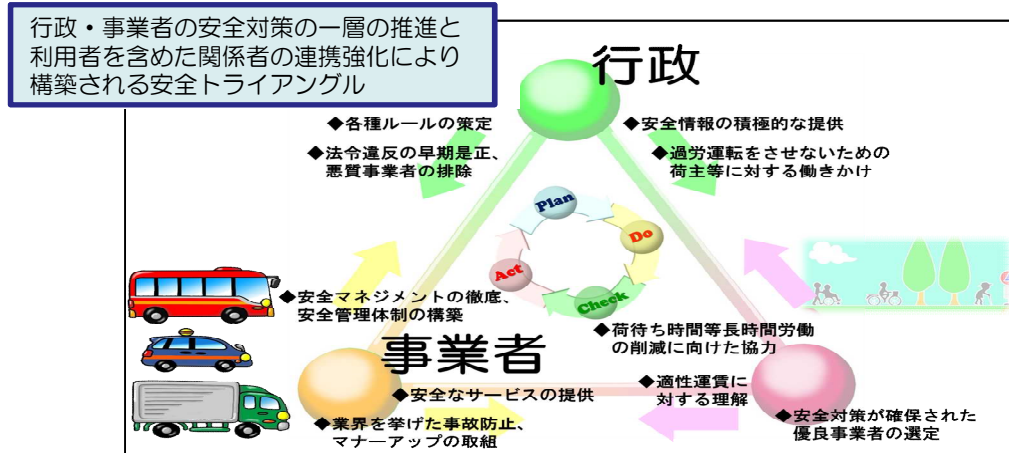 行政・事業者の安全対策の一層の推進と
利用者を含めた関係者の連携強化により
構築される安全トライアングル
行政
◆各種ルールの策定
◆法令違反の早期是正、
悪質事業者の排除
◆安全情報の積極的な提供
◆過労運転をさせないための
荷主等に対する働きかけ
Plan
Do
Check
Act
◆安全マネジメントの徹底、
安全管理体制の構築
事業者
◆荷待ち時間等長時間労働
の削減に向けた協力
◆安全なサービスの提供
◆業界を挙げた事故防止、
マナーアップの取組
◆適性運賃に
対する理解
◆安全対策が確保された
優良事業者の選定